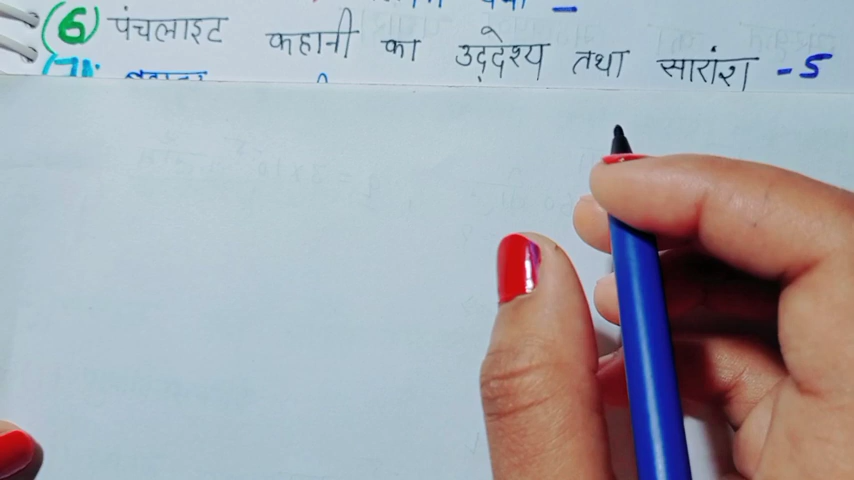 (6) पंचलाइट कहानी का उद्देश्य तथा सारांश - 5